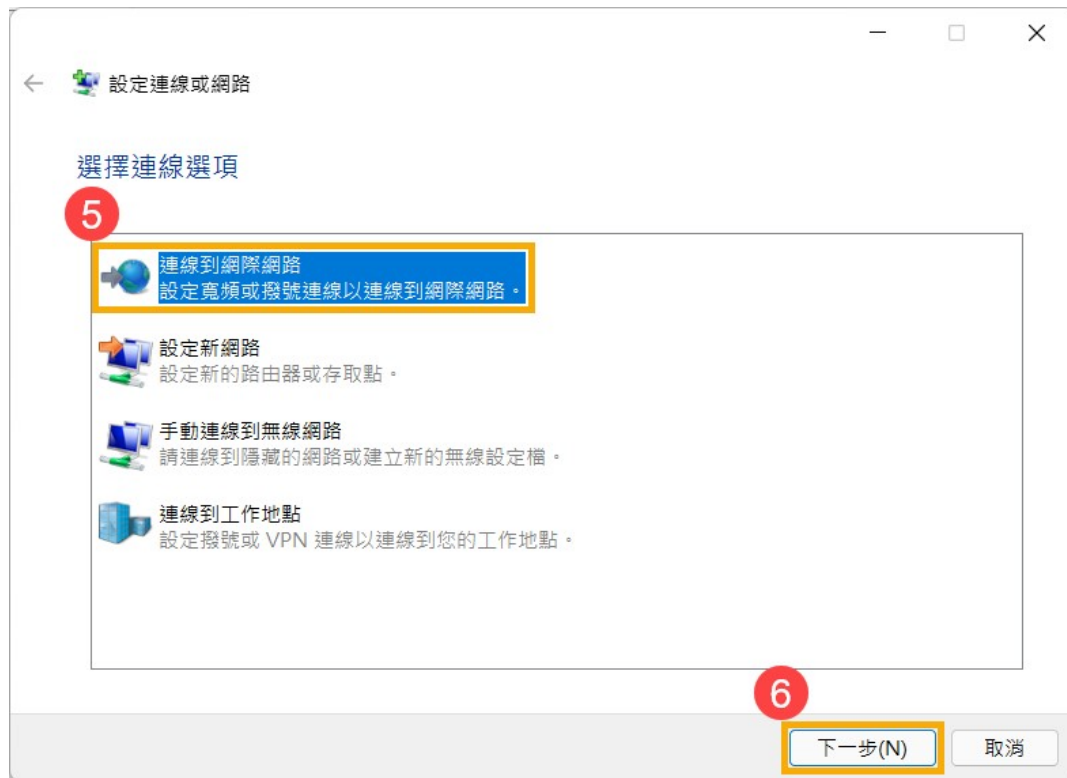 設定連線或網路
選擇連線選項
5
連線到網際網路
設定寬頻或撥號連線以連線到網際網路。
設定新網路
設定新的路由器或存取點。
手動連線到無線網路
請連線到隱藏的網路或建立新的無線設定檔。
連線到工作地點
設定撥號或 VPN 連線以連線到您的工作地點。
6
下一步(N)
取消